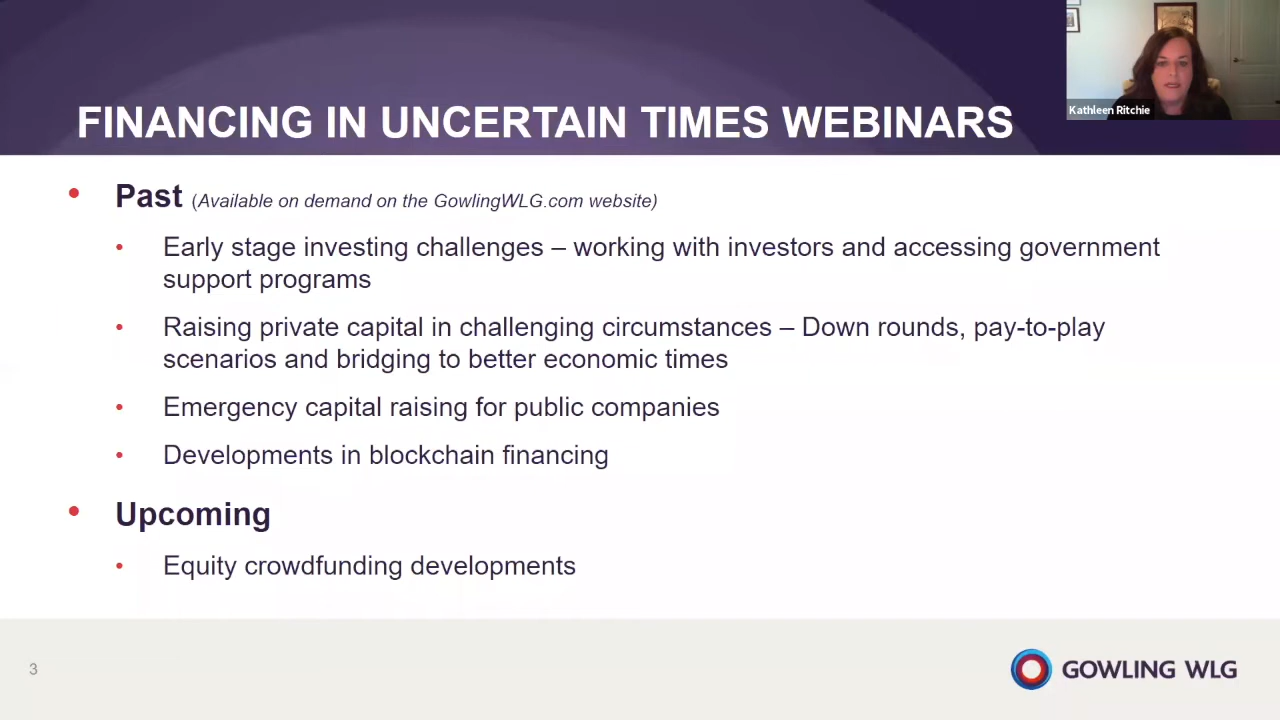 Kathleen Ritchie
FINANCING IN UNCERTAIN TIMES WEBINARS
• Past (Available on demand on the GowlingWLG.com website)
• Early stage investing challenges – working with investors and accessing government
support programs
• Raising private capital in challenging circumstances – Down rounds, pay-to-play
scenarios and bridging to better economic times
• Emergency capital raising for public companies
• Developments in blockchain financing
• Upcoming
• Equity crowdfunding developments
3
GOWLING WLG